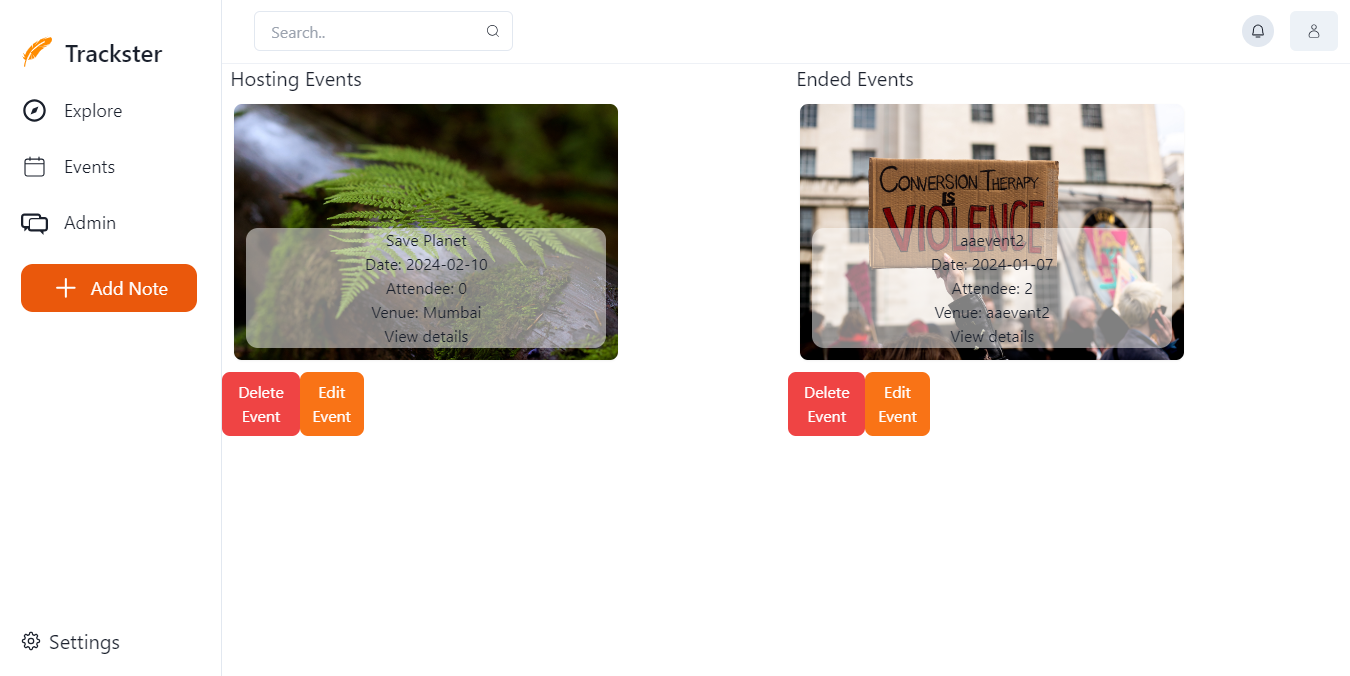 Trackster
Explore
Events
Admin
Add Note
Settings
Search..
Hosting Events
Save Planet
Date: 2024-02-10
Attendee: 0
Venue: Mumbai
View details
Delete
Event
Edit
Event
Ended Events
CONVERSION THERAPY
IS
VIOLENCE
aaevent2
Date: 2024-01-07
Attendee: 2
Venue: aaevent2
View details
Delete
Event
Edit
Event